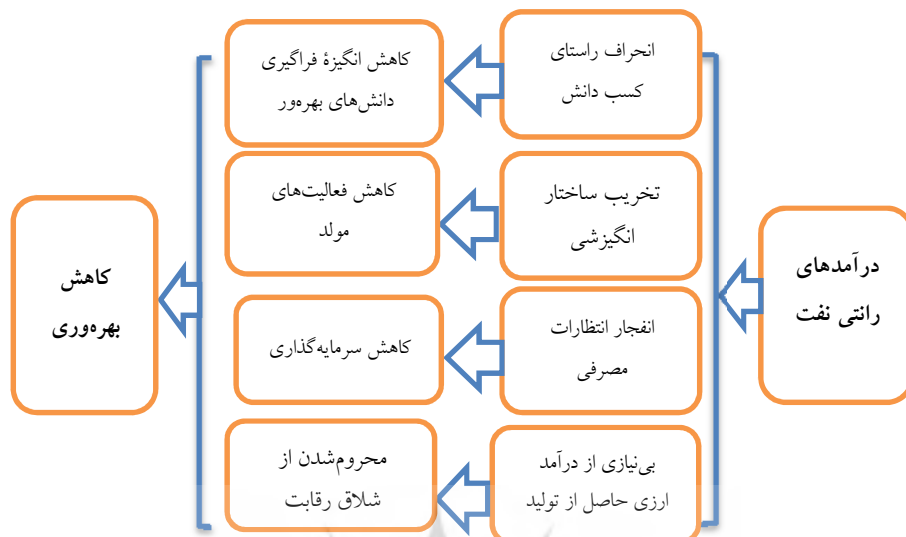 درآمدهای
رانتی نفت
انحراف راستای
کسب دانش
کاهش انگیزهٔ فراگیری
دانش‌های بهره‌ور
تخریب ساختار
انگیزشی
کاهش فعالیت‌های
مولد
انفجار انتظارات
مصرفی
کاهش سرمایه‌گذاری
بی‌نیازی از درآمد
ارزی حاصل از تولید
محروم‌شدن از
شلاق رقابت
کاهش
بهره‌وری